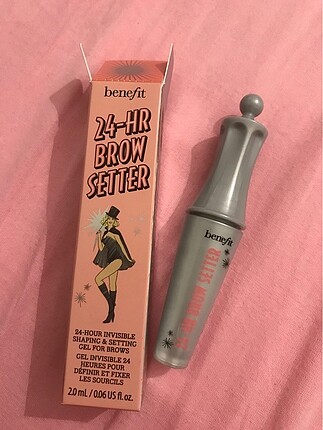 benefit
24-HR
BROW
SETTER
24-HOUR INVISIBLE
SHAPING & SETTING
GEL FOR BROWS
GEL INVISIBLE 24
HEURES POUR
DÉFINIR ET FIXER
LES SOURCILS
2.0 mL / 0.06 US fl. oz.
benefit
24-HR BROW SETTER